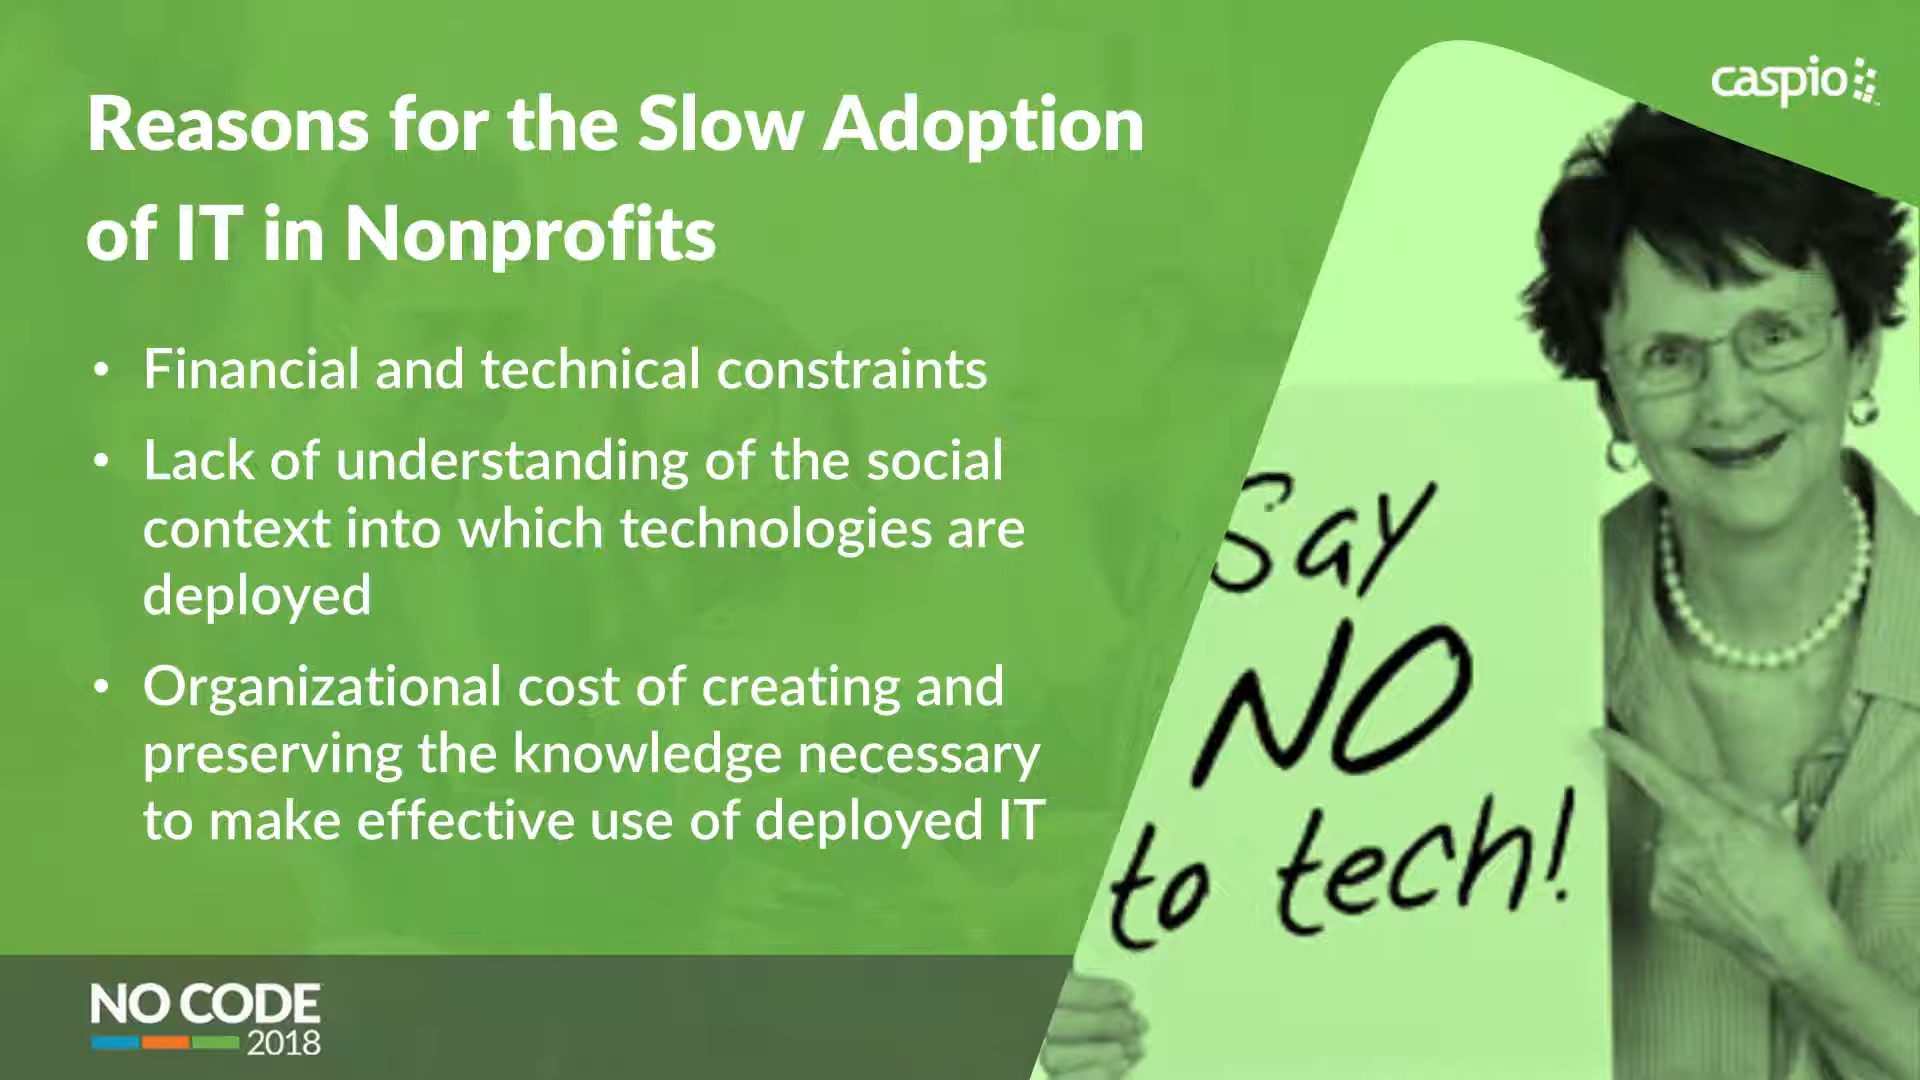 caspio
Reasons for the Slow Adoption
of IT in Nonprofits
• Financial and technical constraints
• Lack of understanding of the social
context into which technologies are
deployed
• Organizational cost of creating and
preserving the knowledge necessary
to make effective use of deployed IT
Say
NO
to tech!
NO CODE
2018